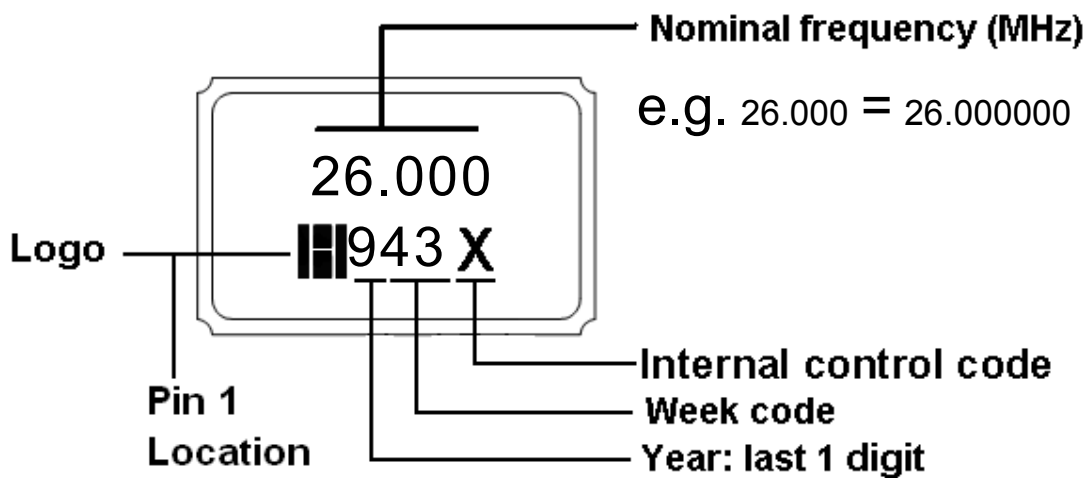 Nominal frequency (MHz)
e.g. 26.000 = 26.000000
26.000
Logo
943 X
Internal control code
Pin 1
Location
Week code
Year: last 1 digit